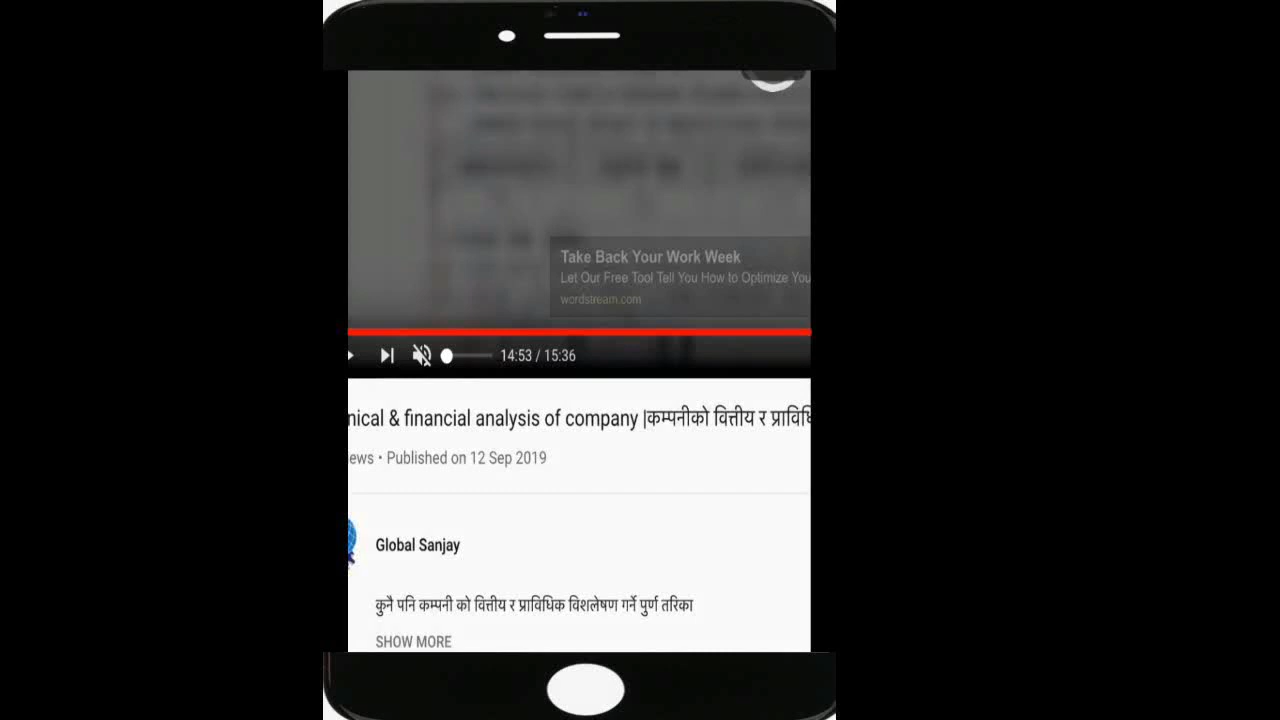 Take Back Your Work Week
Let Our Free Tool Tell You How to Optimize You
wordstream.com
14:53 / 15:36
nical & financial analysis of company |कम्पनीको वित्तीय र प्राविधि
ews • Published on 12 Sep 2019
Global Sanjay
कुनै पनि कम्पनी को वित्तीय र प्राविधिक विशलेषण गर्ने पुर्ण तरिका
SHOW MORE